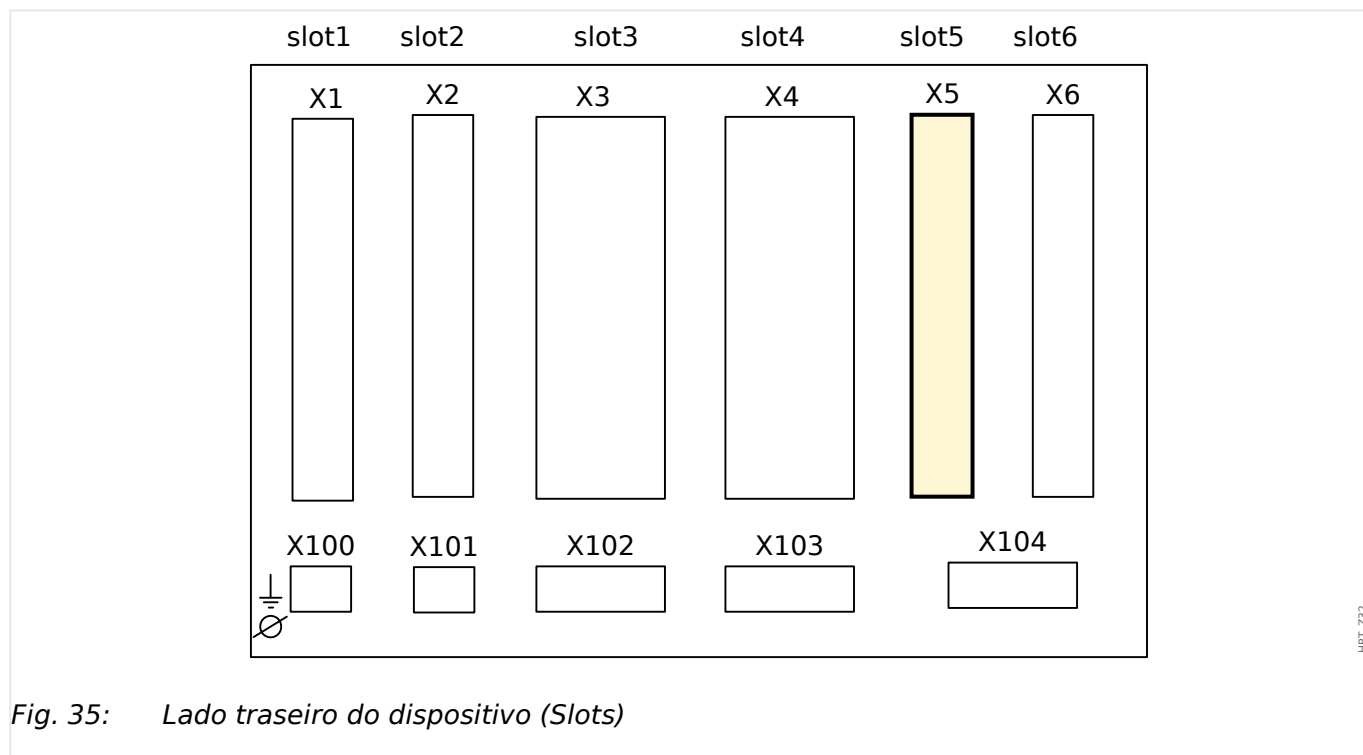 slot1 slot2 slot3 slot4 slot5 slot6
X1 X2 X3 X4 X5 X6
X100 X101 X102 X103 X104
Fig. 35: Lado traseiro do dispositivo (Slots)